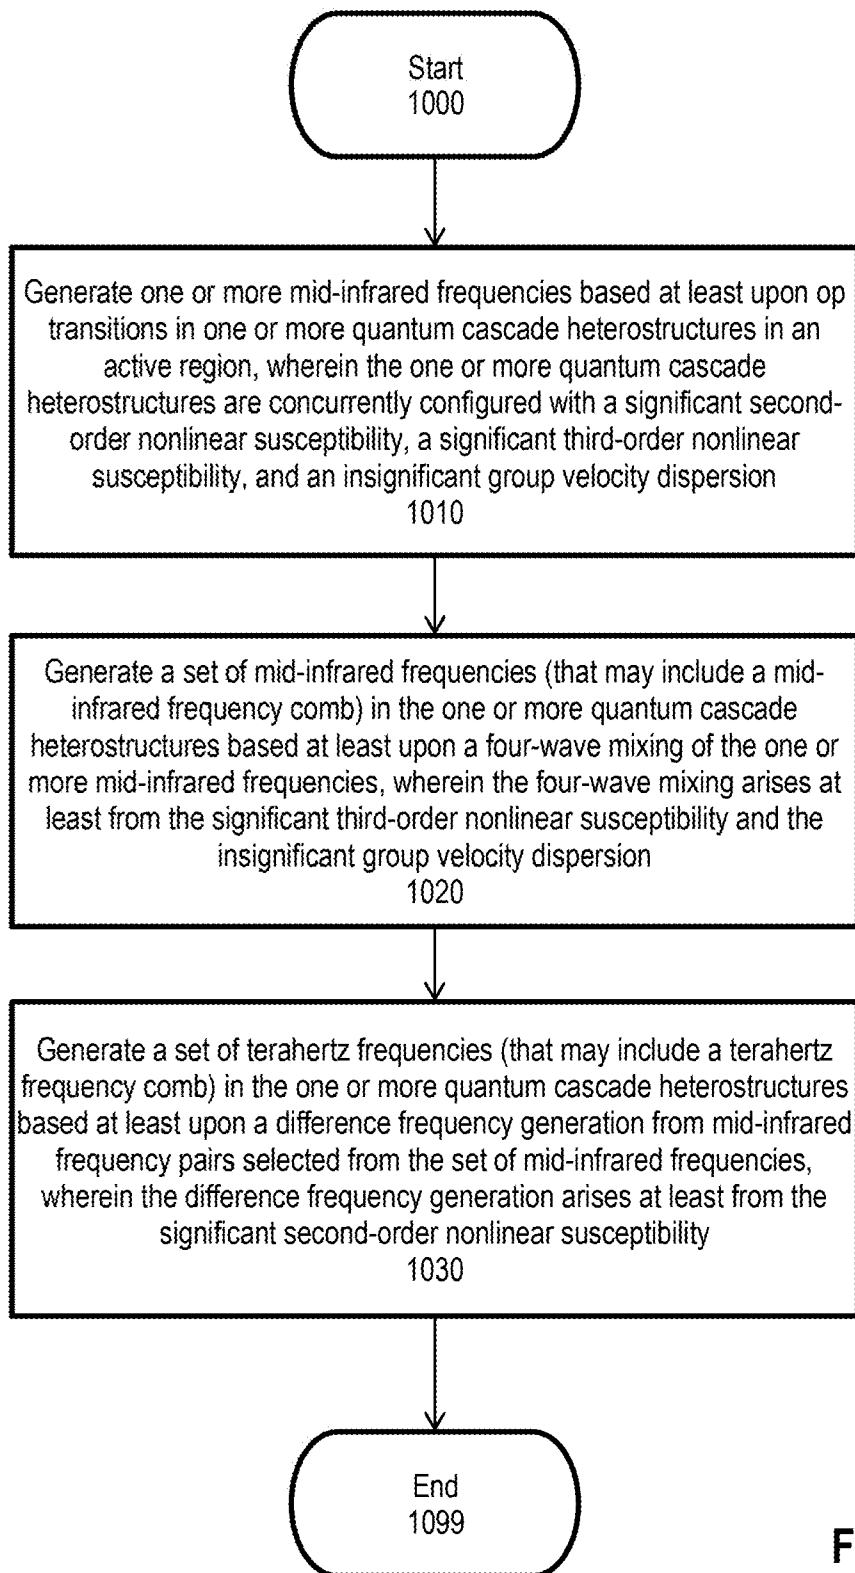 Start
1000
Generate one or more mid-infrared frequencies based at least upon op
transitions in one or more quantum cascade heterostructures in an
active region, wherein the one or more quantum cascade
heterostructures are concurrently configured with a significant second-
order nonlinear susceptibility, a significant third-order nonlinear
susceptibility, and an insignificant group velocity dispersion
1010
Generate a set of mid-infrared frequencies (that may include a mid-
infrared frequency comb) in the one or more quantum cascade
heterostructures based at least upon a four-wave mixing of the one or
more mid-infrared frequencies, wherein the four-wave mixing arises at
least from the significant third-order nonlinear susceptibility and the
insignificant group velocity dispersion
1020
Generate a set of terahertz frequencies (that may include a terahertz
frequency comb) in the one or more quantum cascade heterostructures
based at least upon a difference frequency generation from mid-infrared
frequency pairs selected from the set of mid-infrared frequencies,
wherein the difference frequency generation arises at least from the
significant second-order nonlinear susceptibility
1030
End
1099
F